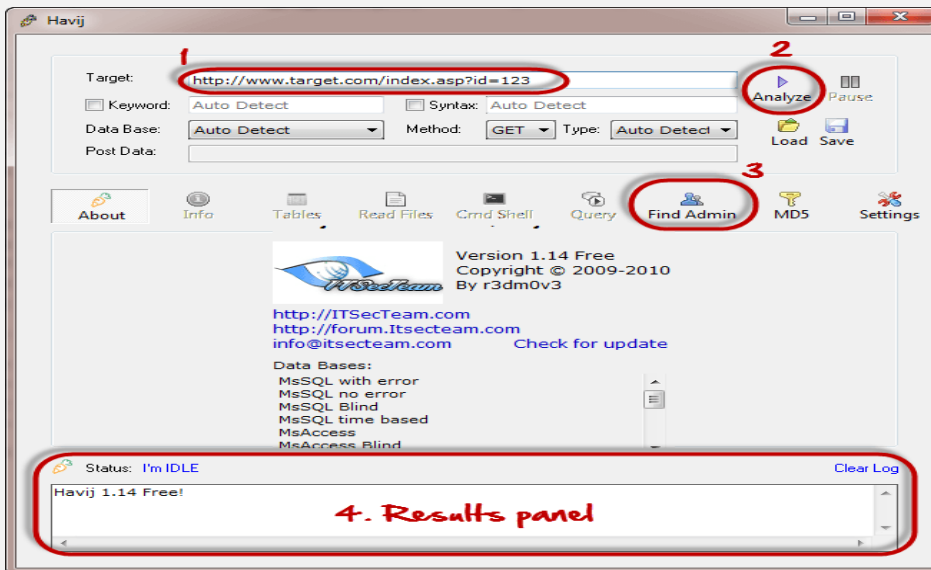 Havij
1
2
Target: http://www.target.com/index.asp?id=123
Analyze Pause
Keyword: Auto Detect Syntax: Auto Detect
Data Base: Auto Detect Method: GET Type: Auto Detect
Load Save
Post Data:
3
About Info Tables Read Files Cmd Shell Query Find Admin MD5 Settings
Version 1.14 Free
Copyright © 2009-2010
By r3dm0v3
ITSecTeam
http://ITSecTeam.com
http://forum.Itsecteam.com
info@itsecteam.com Check for update
Data Bases:
MsSQL with error
MsSQL no error
MsSQL Blind
MsSQL time based
MsAccess
MsAccess Blind
Status: I'm IDLE Clear Log
Havij 1.14 Free!
4. Results panel